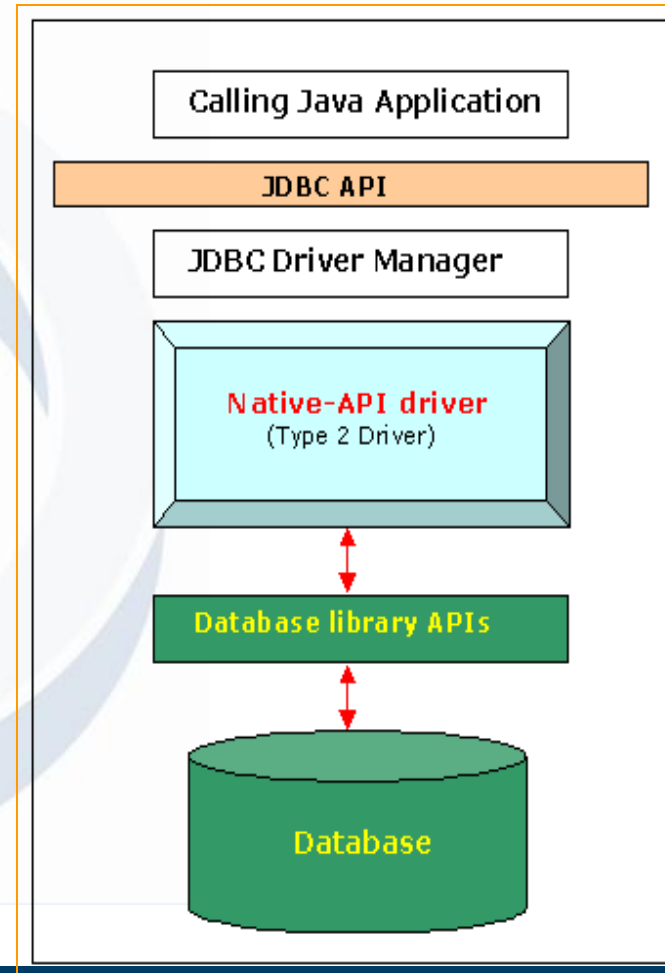 Calling Java Application
JDBC API
JDBC Driver Manager
Native-API driver
(Type 2 Driver)
Database library APIs
Database